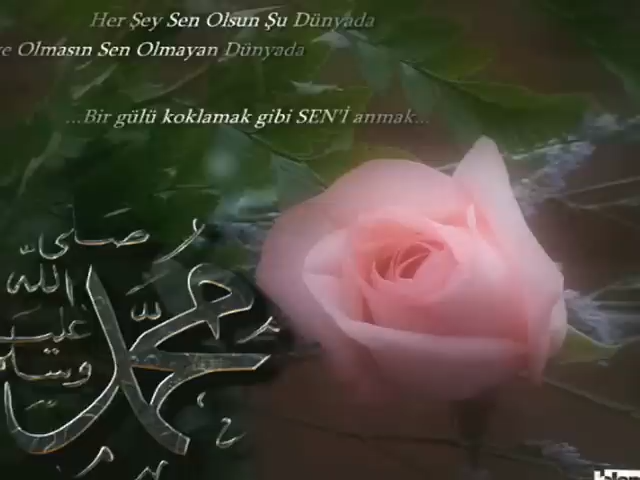 Her Şey Sen Olsun Şu Dünyada
Olmasın Sen Olmayan Dünyada
...Bir gülü koklamak gibi SEN'İ anmak...
محمد
صلى
الله
عليه
وسلم